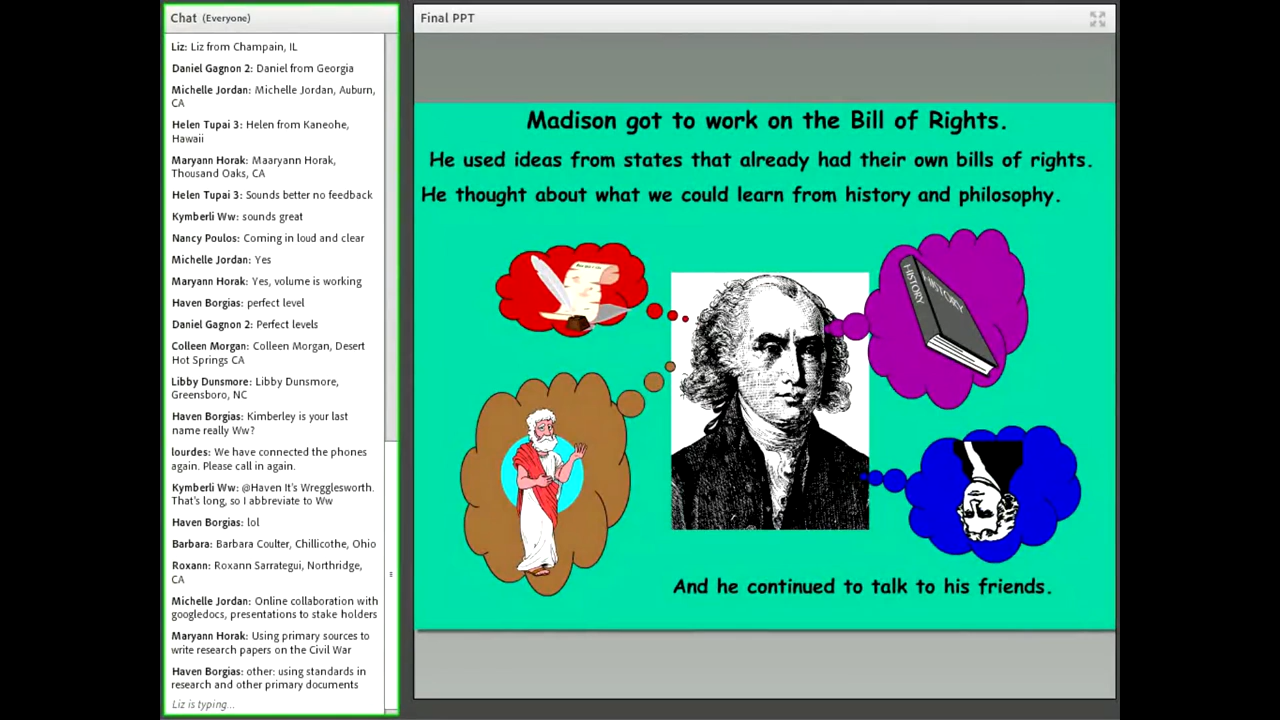 Chat (Everyone)
Liz: Liz from Champain, IL
Daniel Gagnon 2: Daniel from Georgia
Michelle Jordan: Michelle Jordan, Auburn,
CA
Helen Tupai 3: Helen from Kaneohe,
Hawaii
Maryann Horak: Maaryann Horak,
Thousand Oaks, CA
Helen Tupai 3: Sounds better no feedback
Kymberli Ww: sounds great
Nancy Poulos: Coming in loud and clear
Michelle Jordan: Yes
Maryann Horak: Yes, volume is working
Haven Borgias: perfect level
Daniel Gagnon 2: Perfect levels
Colleen Morgan: Colleen Morgan, Desert
Hot Springs CA
Libby Dunsmore: Libby Dunsmore,
Greensboro, NC
Haven Borgias: Kimberley is your last
name really Ww?
lourdes: We have connected the phones
again. Please call in again.
Kymberli Ww: @Haven It's Wregglesworth.
That's long, so I abbreviate to Ww
Haven Borgias: lol
Barbara: Barbara Coulter, Chillicothe, Ohio
Roxann: Roxann Sarrategui, Northridge,
CA
Michelle Jordan: Online collaboration with
googledocs, presentations to stake holders
Maryann Horak: Using primary sources to
write research papers on the Civil War
Haven Borgias: other: using standards in
research and other primary documents
Liz is typing...
Final PPT
Madison got to work on the Bill of Rights.
He used ideas from states that already had their own bills of rights.
He thought about what we could learn from history and philosophy.
HISTORY
HISTORY
And he continued to talk to his friends.